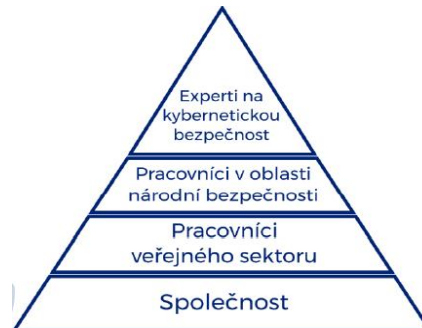 Experti na
kybernetickou
bezpečnost
Pracovníci v oblasti
národní bezpečnosti
Pracovníci
veřejného sektoru
Společnost